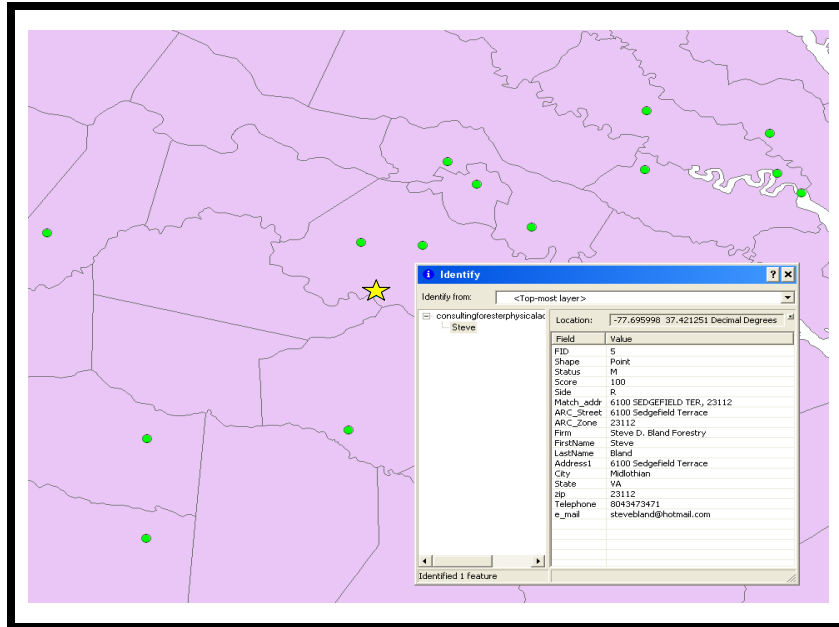 Identify
Identify from: <Top-most layer>
consultingforesterphysicalad
Steve
Location: -77.695998 37.421251 Decimal Degrees
Field Value
FID 5
Shape Point
Status M
Score 100
Side R
Match_addr 6100 SEDGEFIELD TER, 23112
ARC_Street 6100 Sedgefield Terrace
ARC_Zone 23112
Firm Steve D. Bland Forestry
FirstName Steve
LastName Bland
Address1 6100 Sedgefield Terrace
City Midlothian
State VA
zip 23112
Telephone 8043473471
e_mail stevebland@hotmail.com
Identified 1 feature